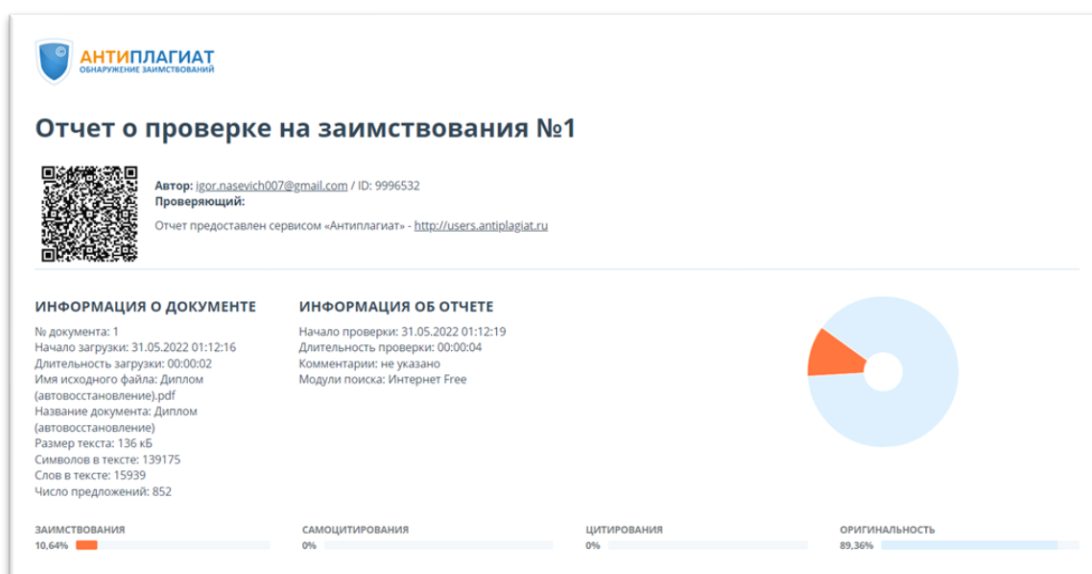 АНТИПЛАГИАТ
ОБНАРУЖЕНИЕ ЗАИМСТВОВАНИЙ
Отчет о проверке на заимствования №1
Автор: igor.nasevich007@gmail.com / ID: 9996532
Проверяющий:
Отчет предоставлен сервисом «Антиплагиат» - http://users.antiplagiat.ru
ИНФОРМАЦИЯ О ДОКУМЕНТЕ
№ документа: 1
Начало загрузки: 31.05.2022 01:12:16
Длительность загрузки: 00:00:02
Имя исходного файла: Диплом
(автовосстановление).pdf
Название документа: Диплом
(автовосстановление)
Размер текста: 136 кБ
Символов в тексте: 139175
Слов в тексте: 15939
Число предложений: 852
ИНФОРМАЦИЯ ОБ ОТЧЕТЕ
Начало проверки: 31.05.2022 01:12:19
Длительность проверки: 00:00:04
Комментарии: не указано
Модули поиска: Интернет Free
ЗАИМСТВОВАНИЯ
10,64%
САМОЦИТИРОВАНИЯ
0%
ЦИТИРОВАНИЯ
0%
ОРИГИНАЛЬНОСТЬ
89,36%